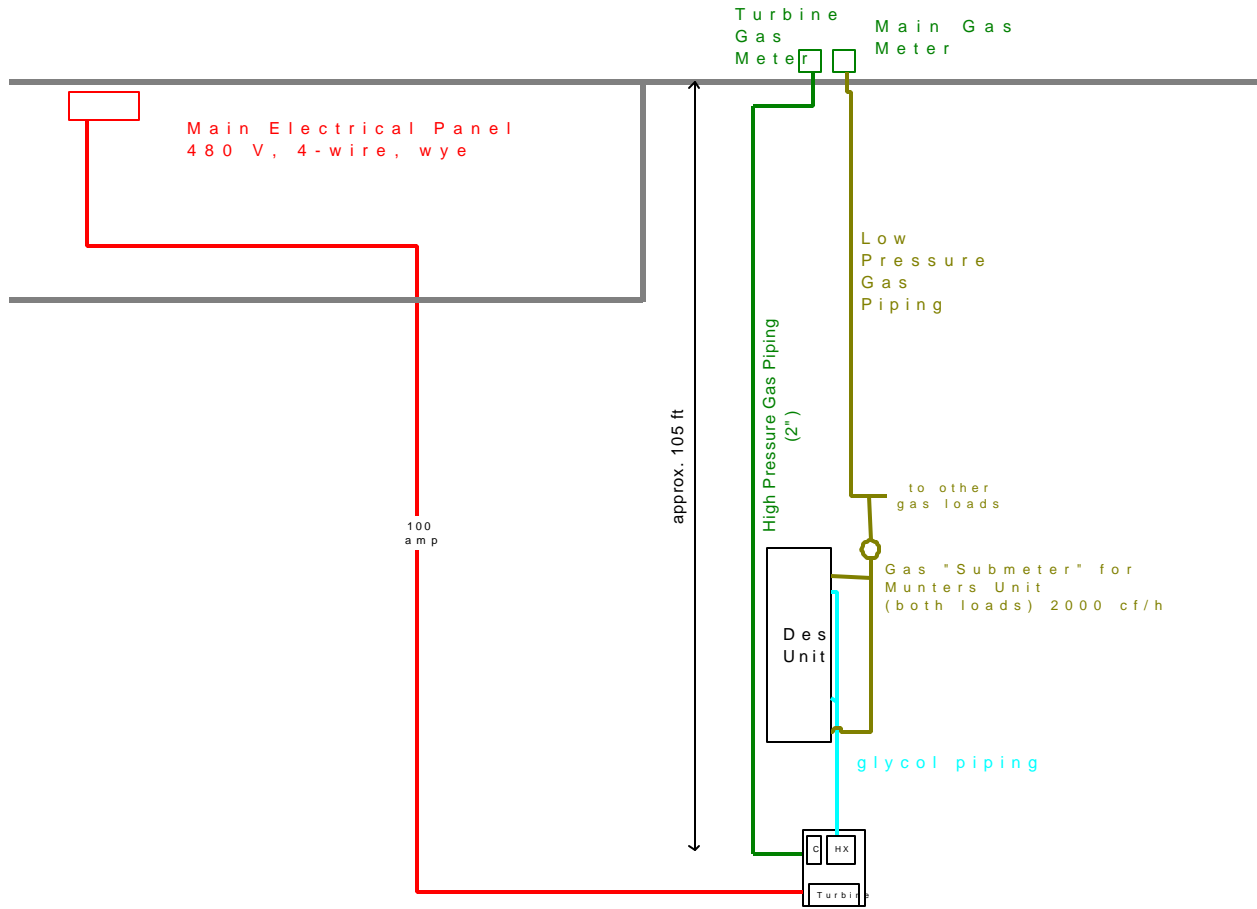 Turbine
Gas
Meter
Main Gas
Meter
Main Electrical Panel
480 V, 4-wire, wye
Low
Pressure
Gas
Piping
High Pressure Gas Piping
(2")
approx. 105 ft
to other
gas loads
100
amp
Gas "Submeter" for
Munters Unit
(both loads) 2000 cf/h
Des
Unit
glycol piping
C
HX
Turbine